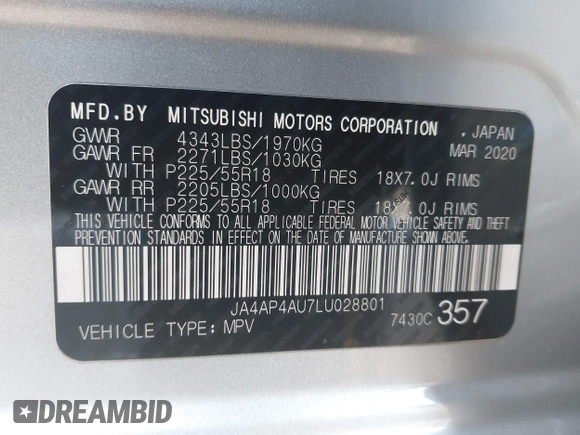 MFD.BY MITSUBISHI MOTORS CORPORATION , JAPAN
GVWR 4343LBS/1970KG MAR 2020
GAWR FR 2271LBS/1030KG
WITH P225/55R18 TIRES 18X7.0J RIMS
GAWR RR 2205LBS/1000KG
WITH P225/55R18 TIRES 18X7.0J RIMS
THIS VEHICLE CONFORMS TO ALL APPLICABLE FEDERAL MOTOR VEHICLE SAFETY AND THEFT
PREVENTION STANDARDS IN EFFECT ON THE DATE OF MANUFACTURE SHOWN ABOVE.
JA4AP4AU7LU028801
VEHICLE TYPE: MPV 7430C 357
DREAMBID